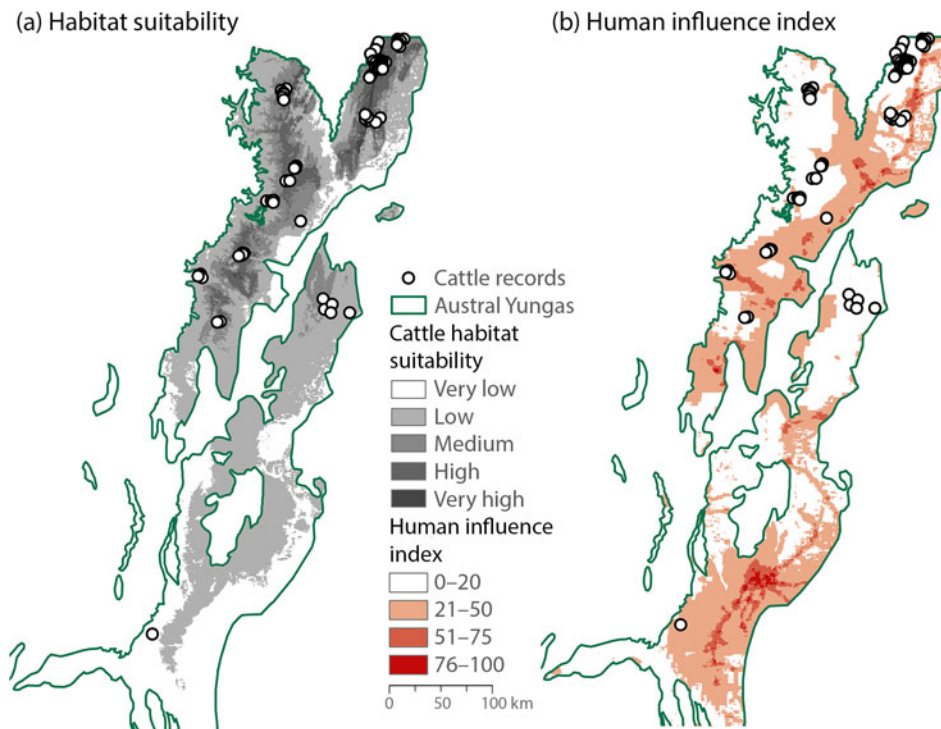 (a) Habitat suitability
(b) Human influence index
Cattle records
Austral Yungas
Cattle habitat
suitability
Very low
Low
Medium
High
Very high
Human influence
index
0–20
21–50
51–75
76–100
0 50 100 km